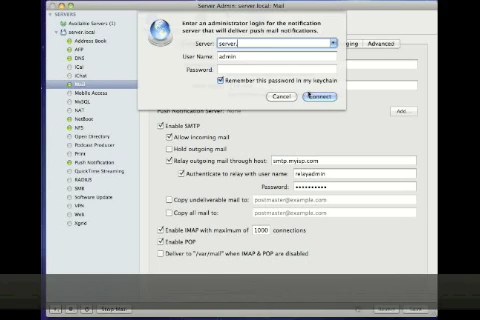 Server Admin: server.local: Mail
SERVERS
Available Servers (1)
server.local
Address Book
AFP
DNS
iCal
iChat
Mail
Mobile Access
MySQL
NAT
NetBoot
NFS
Open Directory
Podcast Producer
Print
Push Notification
QuickTime Streaming
RADIUS
SMB
Software Update
VPN
Web
Xgrid
Enter an administrator login for the notification
server that will deliver push mail notifications.
Server: server.
User Name: admin
Password:
Remember this password in my keychain
Cancel
Connect
Advanced
Push Notification Server: None
Add...
Enable SMTP
Allow incoming mail
Hold outgoing mail
Relay outgoing mail through host: smtp.myisp.com
Authenticate to relay with user name: relayadmin
Password: ••••••••••
Copy undeliverable mail to: postmaster@example.com
Copy all mail to: postmaster@example.com
Enable IMAP with maximum of 1000 connections
Enable POP
Deliver to "/var/mail" when IMAP & POP are disabled
Stop Mail